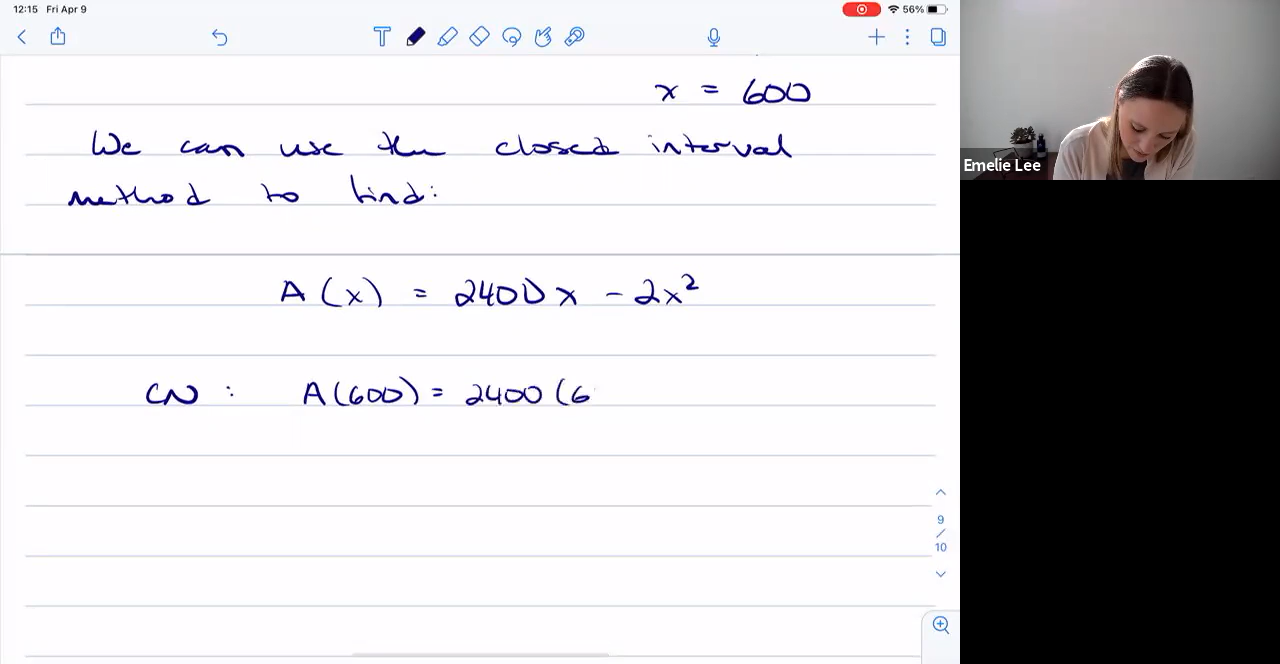 12:15 Fri Apr 9
56%
x = 600
We can use the closed interval
method to find:
Emelie Lee
A(x) = 2400x - 2x²
CN : A(600) = 2400 (6
9
/
10